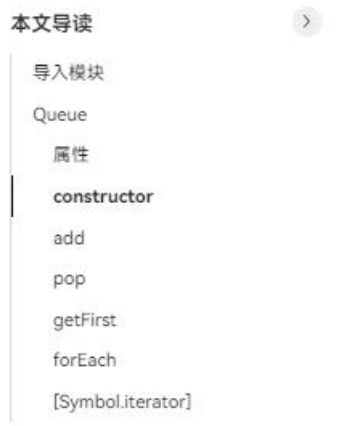 本文导读
导入模块
Queue
属性
constructor
add
pop
getFirst
forEach
[Symbol.iterator]